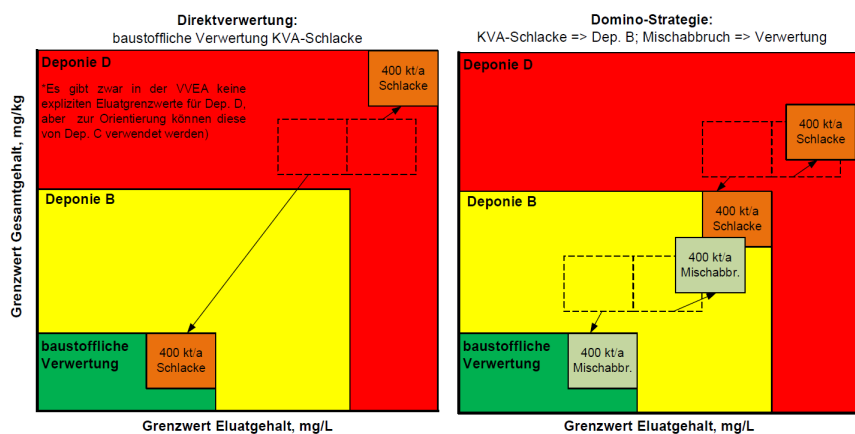 Direktverwertung:
baustoffliche Verwertung KVA-Schlacke
Grenzwert Gesamtgehalt, mg/kg
Deponie D
*Es gibt zwar in der VVEA keine
expliziten Eluatgrenzwerte für Dep. D,
aber zur Orientierung können diese
von Dep. C verwendet werden)
400 kt/a
Schlacke
Deponie B
baustoffliche
Verwertung
400 kt/a
Schlacke
Grenzwert Eluatgehalt, mg/L
Domino-Strategie:
KVA-Schlacke => Dep. B; Mischabbruch => Verwertung
Deponie D
400 kt/a
Schlacke
Deponie B
400 kt/a
Schlacke
400 kt/a
Mischabbr.
baustoffliche
Verwertung
400 kt/a
Mischabbr.
Grenzwert Eluatgehalt, mg/L